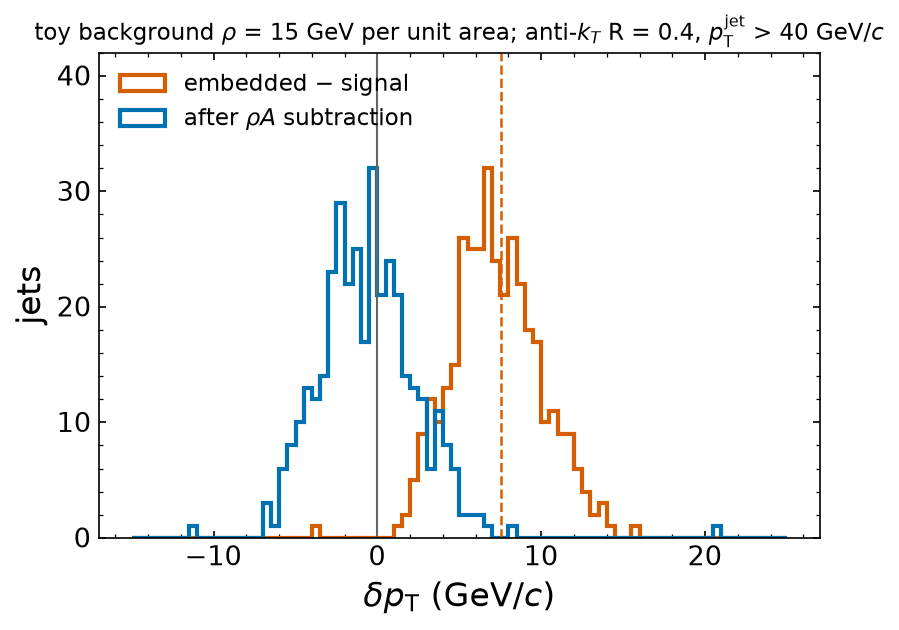 toy background ρ = 15 GeV per unit area; anti-k_T R = 0.4, p_T^jet > 40 GeV/c
embedded − signal
after ρA subtraction
40
30
20
10
0
jets
−10 0 10 20
δp_T (GeV/c)